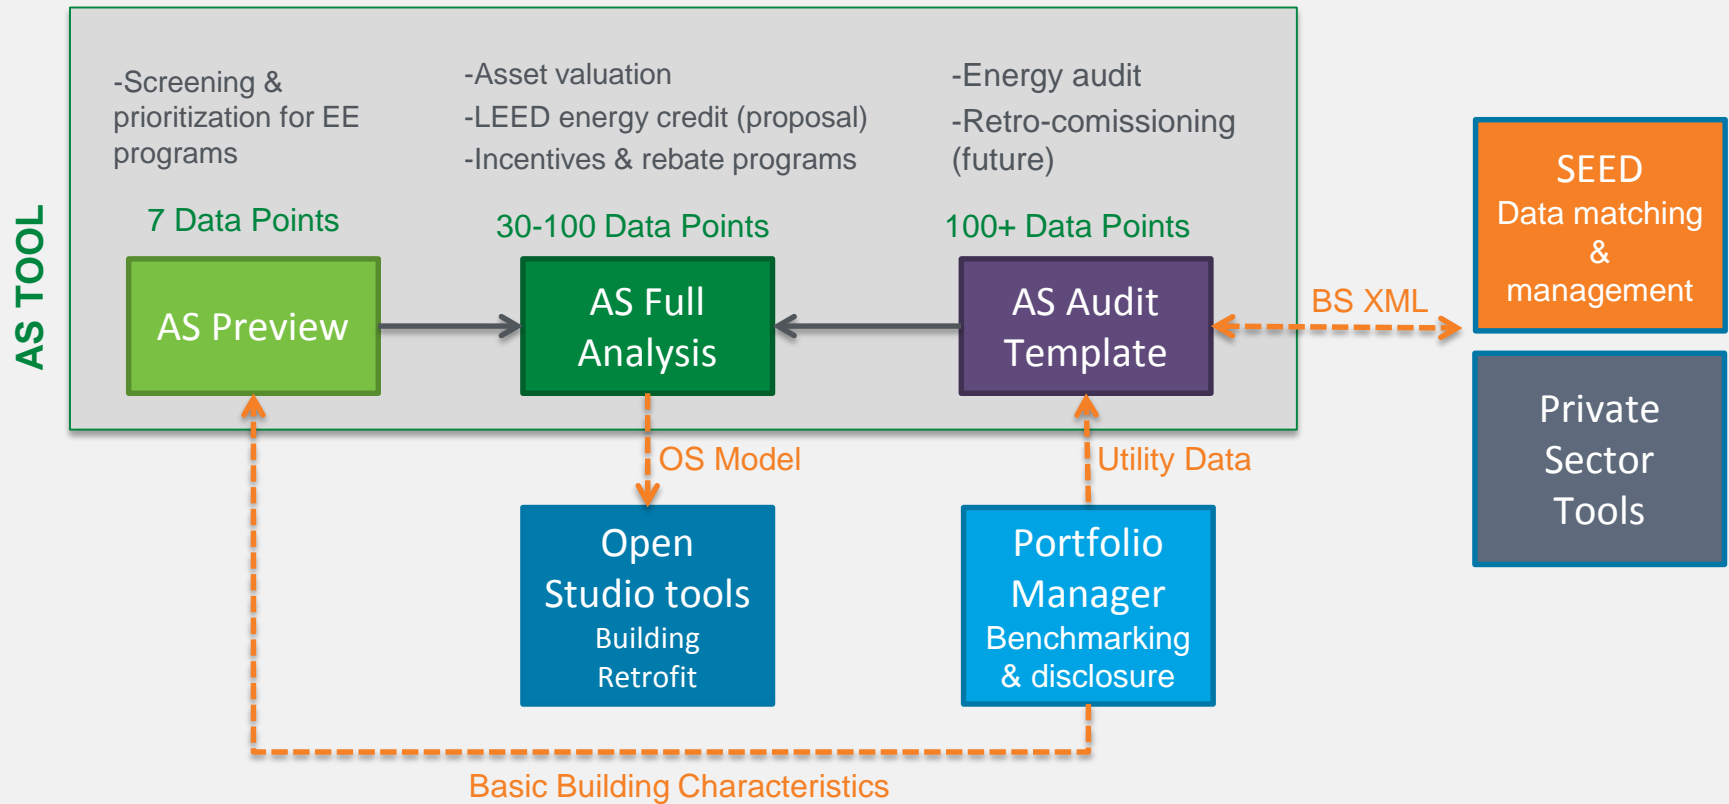 AS TOOL
-Screening &
prioritization for EE
programs
7 Data Points
AS Preview
-Asset valuation
-LEED energy credit (proposal)
-Incentives & rebate programs
30-100 Data Points
AS Full
Analysis
-Energy audit
-Retro-comissioning
(future)
100+ Data Points
AS Audit
Template
BS XML
SEED
Data matching
&
management
Private
Sector
Tools
OS Model
Utility Data
Open
Studio tools
Building
Retrofit
Portfolio
Manager
Benchmarking
& disclosure
Basic Building Characteristics